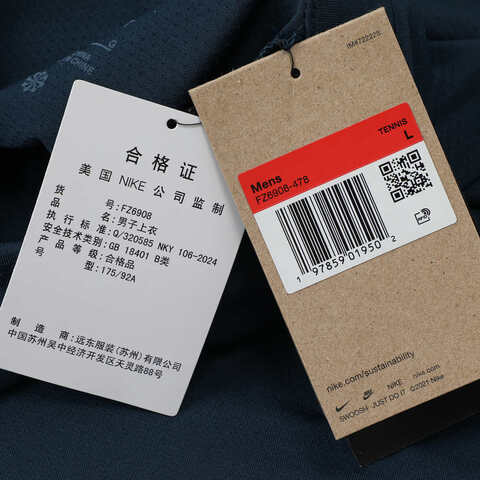 合格证
美国 NIKE 公司监制
货 号:FZ6908
执行标准:男子上衣
安全技术类别:Q/320585 NKY 106-2024
产品等级:GB 18401 B类
号 型:合格品
175/92A
制造商:远东服装(苏州)有限公司
中国苏州吴中经济开发区天灵路88号
IM#722225
TENNIS
L
Mens
FZ6908-478
RFID
1 97859 01950 2
nike.com/sustainability
NIKE nike.com
SWOOSH JUST DO IT ©2021 Nike
CHINE